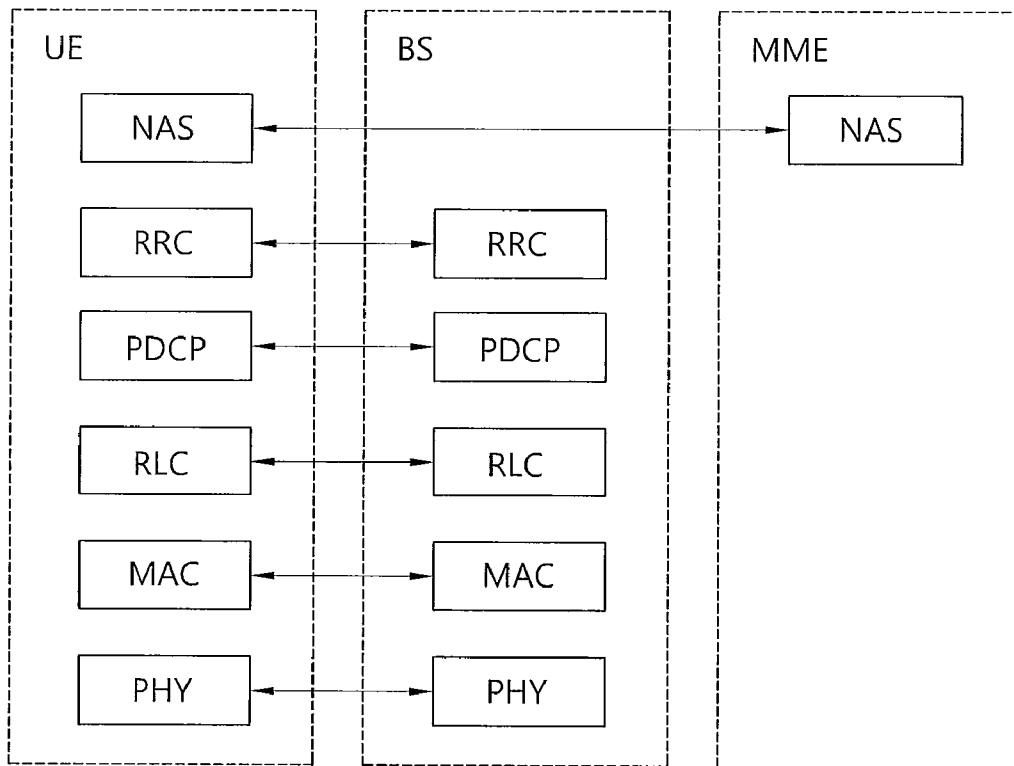 UE BS MME
NAS NAS
RRC RRC
PDCP PDCP
RLC RLC
MAC MAC
PHY PHY